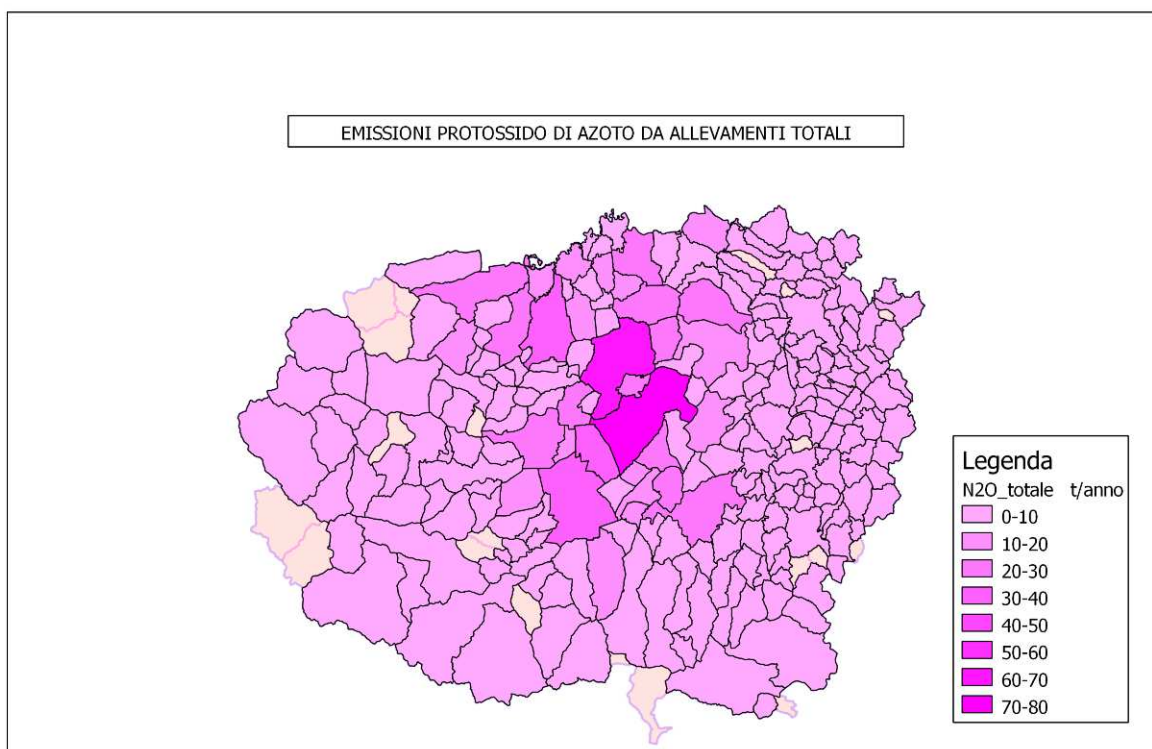 EMISSIONI PROTOSSIDO DI AZOTO DA ALLEVAMENTI TOTALI
Legenda
N2O_totale t/anno
0-10
10-20
20-30
30-40
40-50
50-60
60-70
70-80